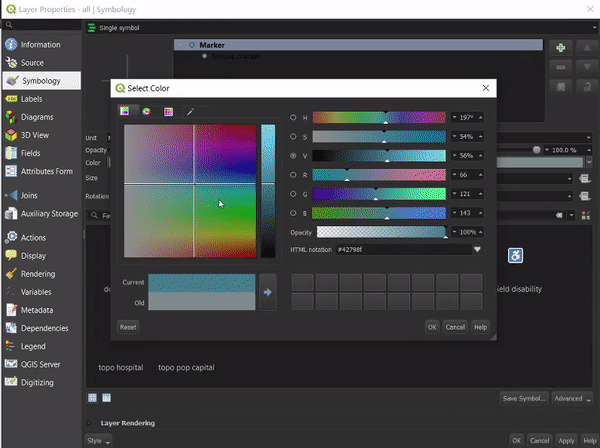 Layer Properties - all | Symbology
Single symbol
Information
Source
Symbology
Labels
Diagrams
3D View
Fields
Attributes Form
Joins
Auxiliary Storage
Actions
Display
Rendering
Variables
Metadata
Dependencies
Legend
QGIS Server
Digitizing
Marker
Simple marker
Unit
Opacity
100.0 %
Color
Size
Rotation
Select Color
H 197°
S 54%
V 56%
R 66
G 121
B 143
Opacity 100%
HTML notation #42798f
Current
Old
Reset
OK Cancel Help
disability
topo hospital topo pop capital
Save Symbol... Advanced
Layer Rendering
Style
OK Cancel Apply Help